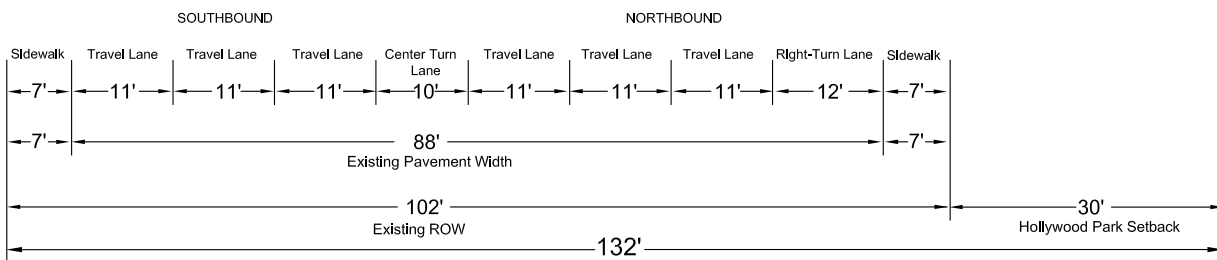 SOUTHBOUND NORTHBOUND
Sidewalk Travel Lane Travel Lane Travel Lane Center Turn Lane Travel Lane Travel Lane Travel Lane Right-Turn Lane Sidewalk
7' 11' 11' 11' 10' 11' 11' 11' 12' 7'
7' 88' 7'
Existing Pavement Width
102' 30'
Existing ROW Hollywood Park Setback
132'